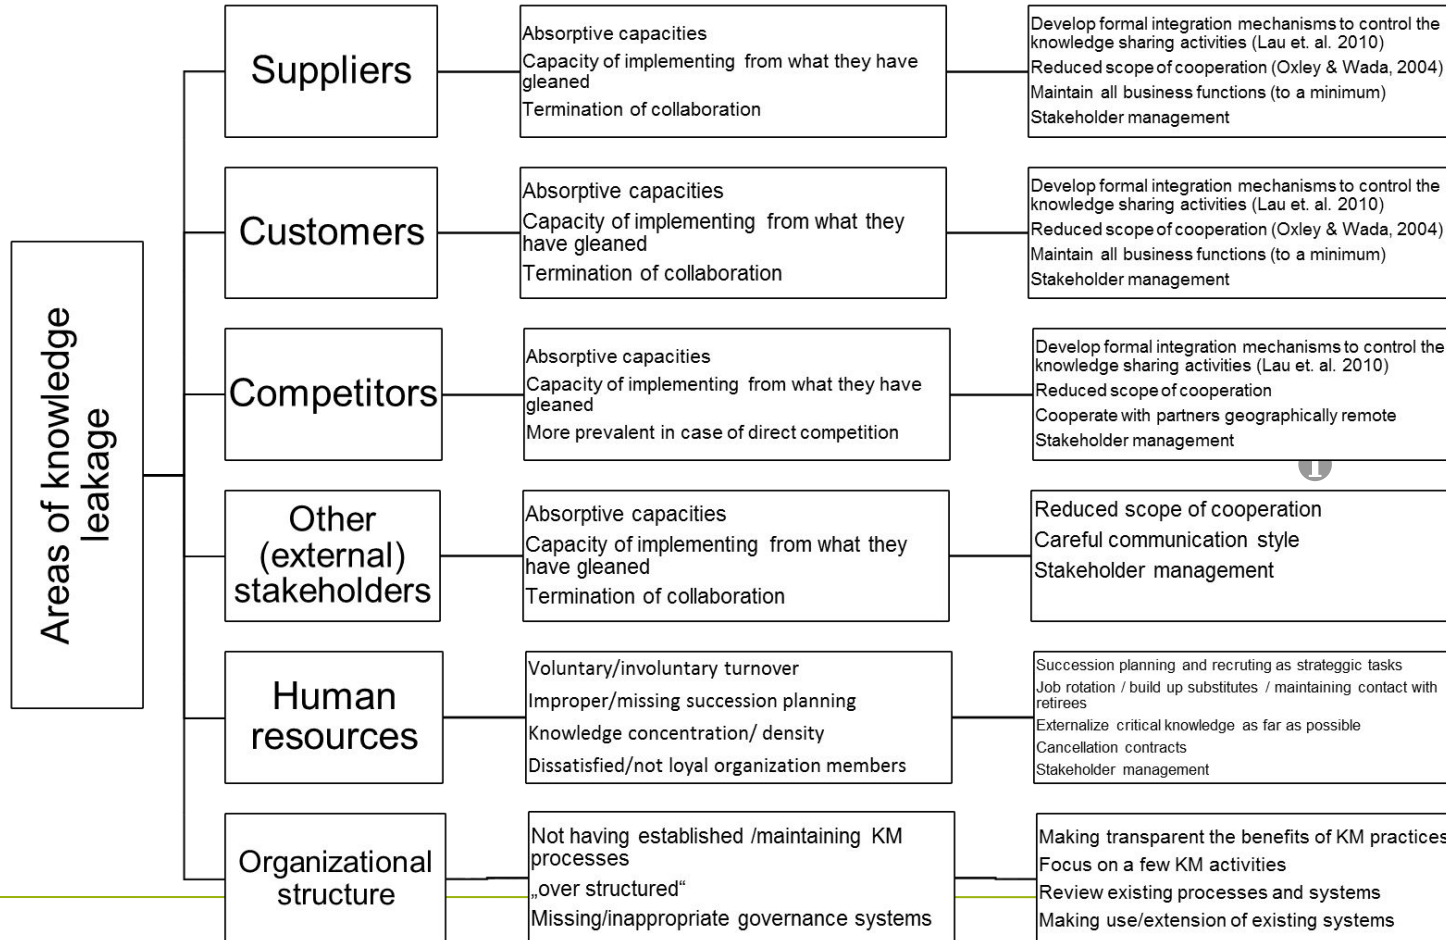 Areas of knowledge
leakage
Suppliers
Absorptive capacities
Capacity of implementing from what they have
gleaned
Termination of collaboration
Develop formal integration mechanisms to control the
knowledge sharing activities (Lau et. al. 2010)
Reduced scope of cooperation (Oxley & Wada, 2004)
Maintain all business functions (to a minimum)
Stakeholder management
Customers
Absorptive capacities
Capacity of implementing from what they
have gleaned
Termination of collaboration
Develop formal integration mechanisms to control the
knowledge sharing activities (Lau et. al. 2010)
Reduced scope of cooperation (Oxley & Wada, 2004)
Maintain all business functions (to a minimum)
Stakeholder management
Competitors
Absorptive capacities
Capacity of implementing from what they have
gleaned
More prevalent in case of direct competition
Develop formal integration mechanisms to control the
knowledge sharing activities (Lau et. al. 2010)
Reduced scope of cooperation
Cooperate with partners geographically remote
Stakeholder management
Other
(external)
stakeholders
Absorptive capacities
Capacity of implementing from what they
have gleaned
Termination of collaboration
Reduced scope of cooperation
Careful communication style
Stakeholder management
Human
resources
Voluntary/involuntary turnover
Improper/missing succession planning
Knowledge concentration/ density
Dissatisfied/not loyal organization members
Succession planning and recruting as strateggic tasks
Job rotation / build up substitutes / maintaining contact with
retirees
Externalize critical knowledge as far as possible
Cancellation contracts
Stakeholder management
Organizational
structure
Not having established /maintaining KM
processes
„over structured“
Missing/inappropriate governance systems
Making transparent the benefits of KM practices
Focus on a few KM activities
Review existing processes and systems
Making use/extension of existing systems